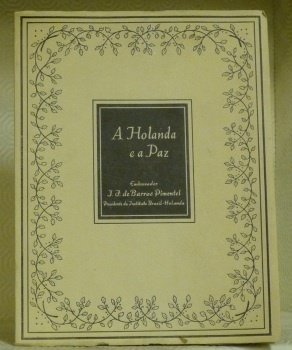 A Holanda
e a Paz
Embaixador
J. F. de Barros Pimentel
Presidente do Instituto Brasil-Holanda